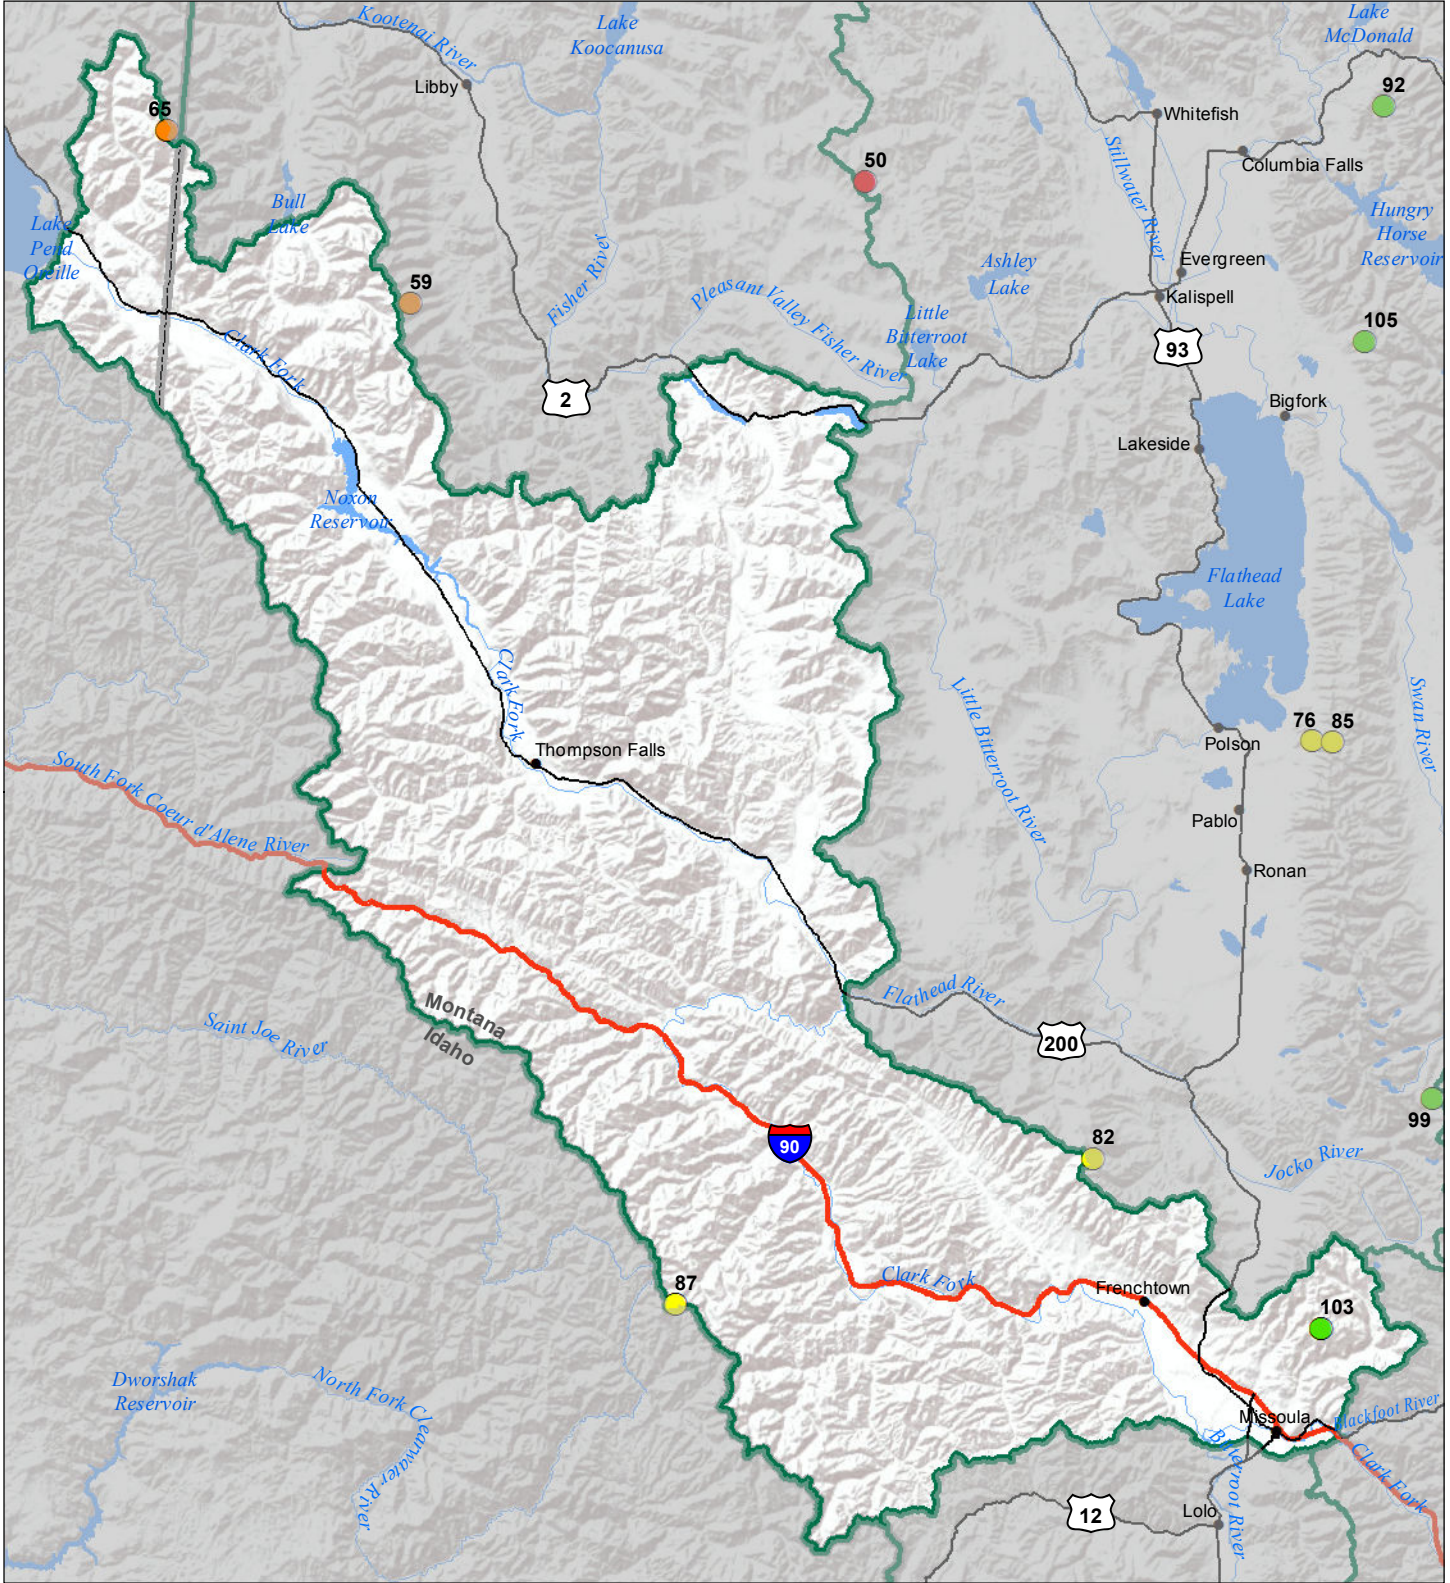 Kootenai River
Lake
Koocanusa
Lake
McDonald
Libby
92
65
Whitefish
Stillwater River
Columbia Falls
50
Bull
Lake
Hungry
Horse
Reservoir
Lake
Pend
Oreille
Fisher River
Ashley
Lake
Evergreen
59
Kalispell
Pleasant Valley Fisher River
Little
Bitterroot
Lake
105
Clark Fork
93
2
Bigfork
Lakeside
Noxon
Reservoir
Flathead
Lake
Clark Fork
Little Bitterroot River
Swan River
76
85
Polson
Thompson Falls
South Fork Coeur d'Alene River
Pablo
Ronan
Flathead River
Montana
Idaho
Saint Joe River
200
99
82
90
Jocko River
Clark Fork
87
Frenchtown
103
Dworshak
Reservoir
North Fork Clearwater River
Missoula
Blackfoot River
Bitterroot River
Clark Fork
12
Lolo